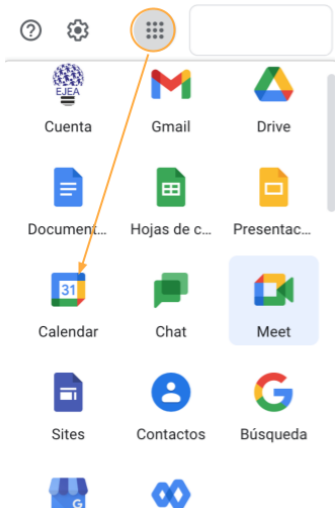 EJEA
Cuenta Gmail Drive
Document... Hojas de c... Presentac...
31
Calendar Chat Meet
Sites Contactos Búsqueda
G